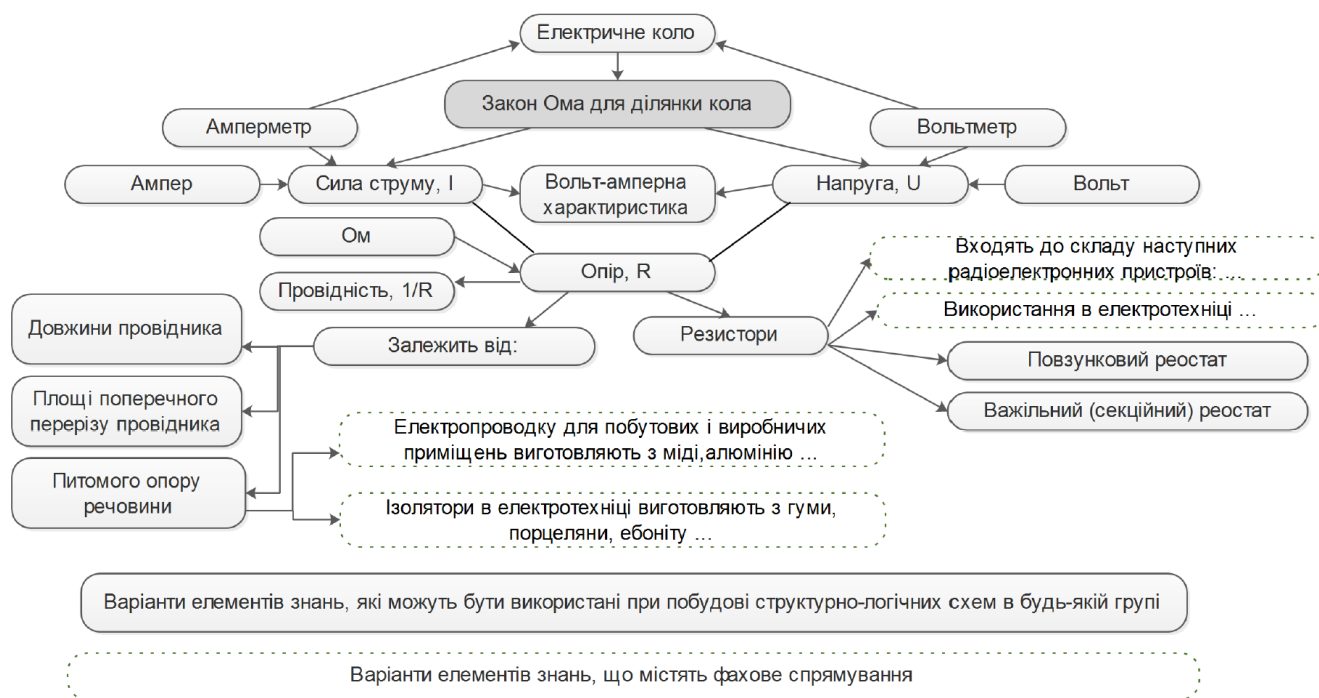 Електричне коло
Закон Ома для ділянки кола
Амперметр
Вольтметр
Ампер
Сила струму, І
Вольт-амперна
характиристика
Напруга, U
Вольт
Ом
Опір, R
Провідність, 1/R
Входять до складу наступних
радіоелектронних пристроїв: ...
Використання в електротехніці ...
Довжини провідника
Залежить від:
Резистори
Повзунковий реостат
Площі поперечного
перерізу провідника
Важільний (секційний) реостат
Електропроводку для побутових і виробничих
приміщень виготовляють з міді,алюмінію ...
Питомого опору
речовини
Ізолятори в електротехніці виготовляють з гуми,
порцеляни, ебоніту ...
Варіанти елементів знань, які можуть бути використані при побудові структурно-логічних схем в будь-якій групі
Варіанти елементів знань, що містять фахове спрямування